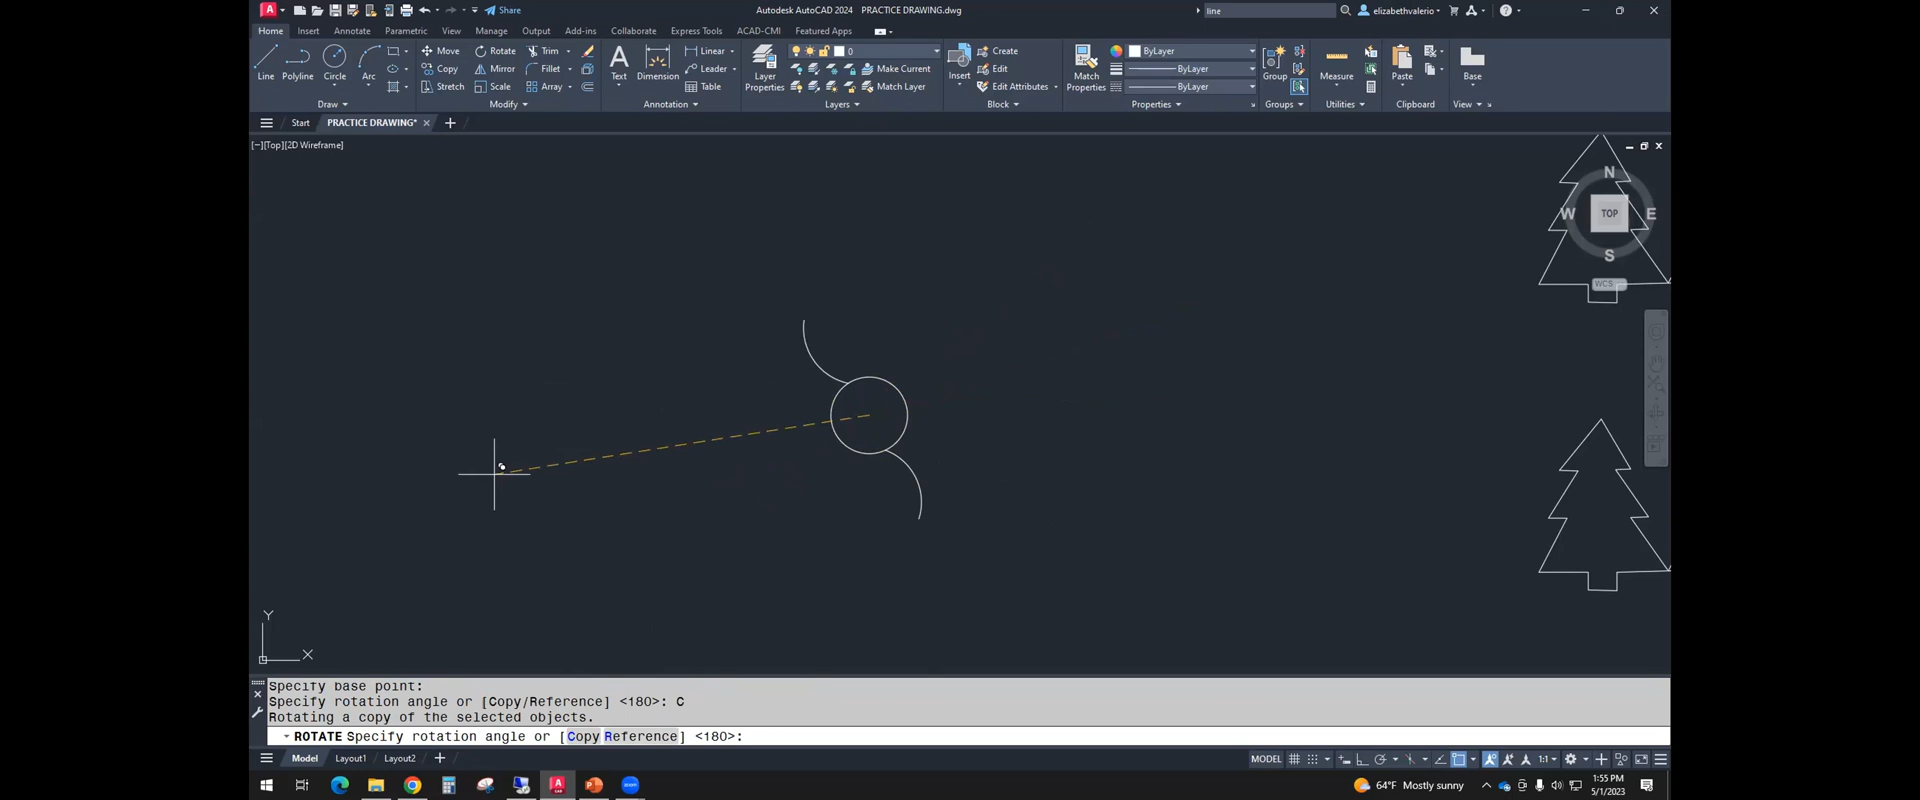 Share
Autodesk AutoCAD 2024 PRACTICE DRAWING.dwg
line
elizabethvalerio
Home Insert Annotate Parametric View Manage Output Add-ins Collaborate Express Tools ACAD-CMI Featured Apps
Line Polyline Circle Arc
Move Rotate Trim
Copy Mirror Fillet
Stretch Scale Array
Text Dimension
Linear
Leader
Table
Layer Properties
0
Make Current
Match Layer
Insert
Create
Edit
Edit Attributes
Match Properties
ByLayer
ByLayer
ByLayer
Group
Measure
Paste
Base
Draw Modify Annotation Layers Block Properties Groups Utilities Clipboard View
Start PRACTICE DRAWING*
[−][Top][2D Wireframe]
N
W TOP E
S
WCS
Y
X
Specify base point:
Specify rotation angle or [Copy/Reference] <180>: C
Rotating a copy of the selected objects.
ROTATE Specify rotation angle or [Copy Reference] <180>:
Model Layout1 Layout2
MODEL 1:1
64°F Mostly sunny
1:55 PM
5/1/2023